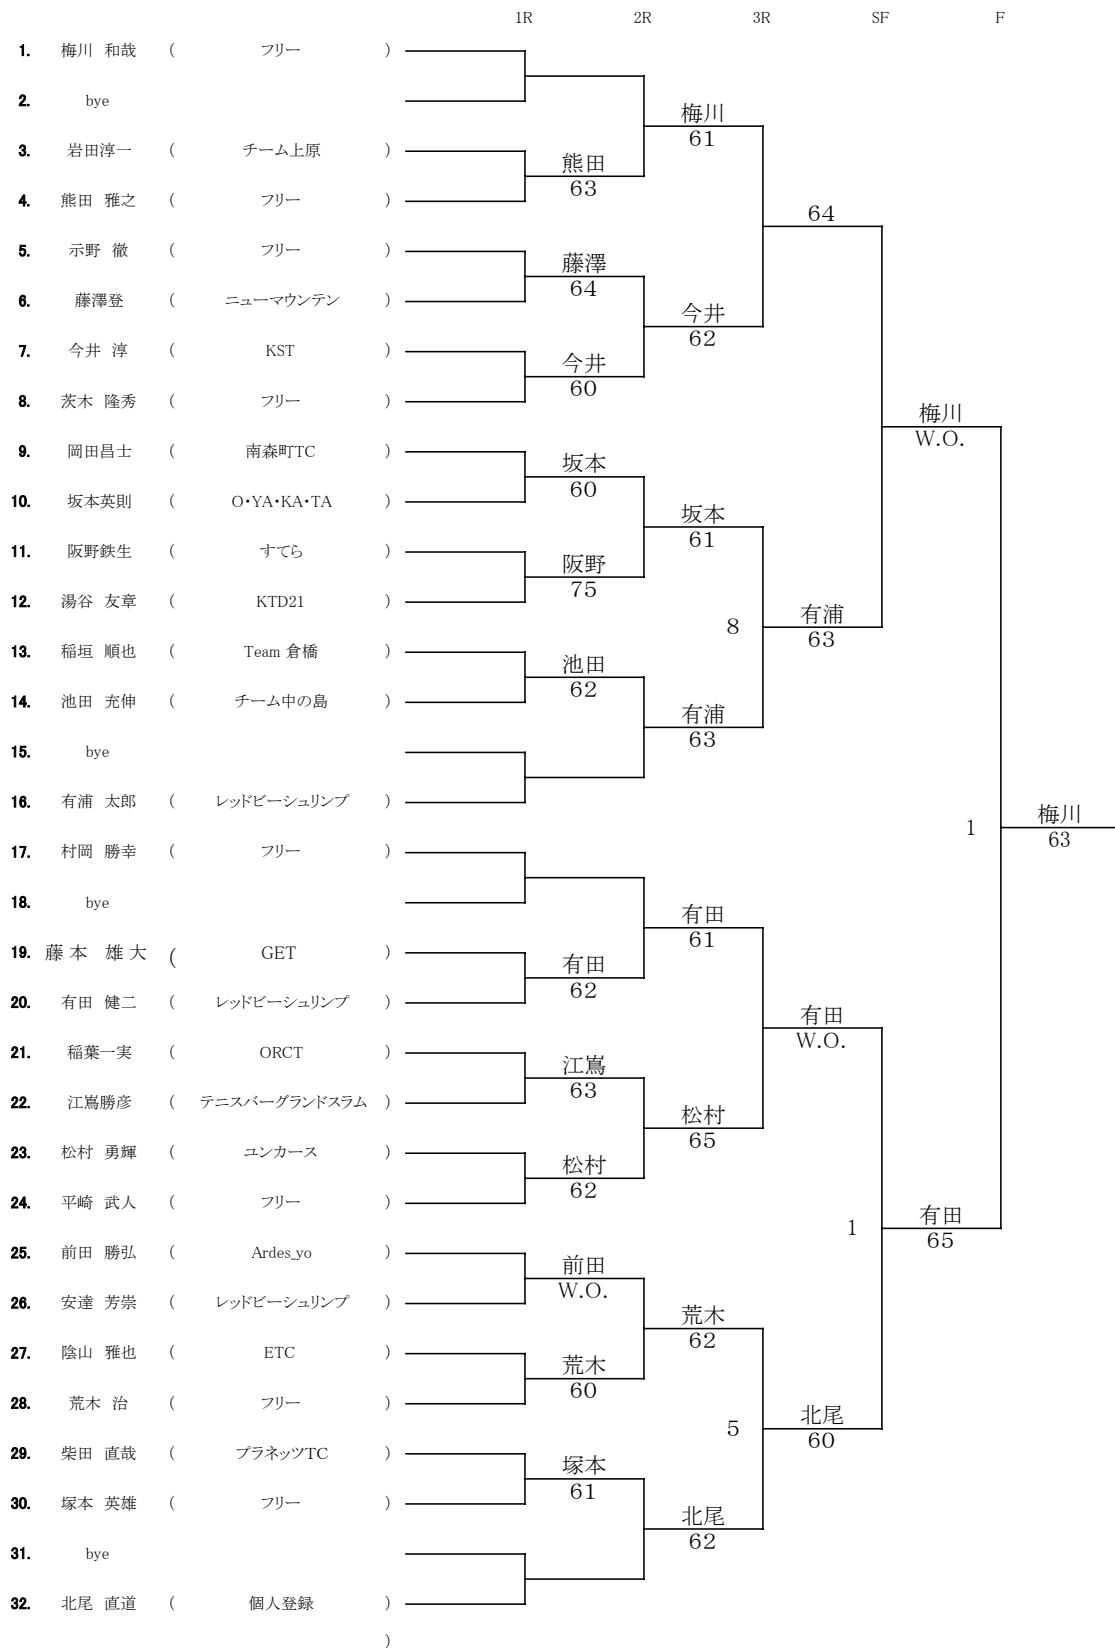 1R 2R 3R SF F
1. 梅川 和哉 ( フリー )
2. bye
梅川
61
3. 岩田淳一 ( チーム上原 )
熊田
63
4. 熊田 雅之 ( フリー )
64
5. 示野 徹 ( フリー )
藤澤
64
6. 藤澤登 ( ニューマウンテン )
今井
62
7. 今井 淳 ( KST )
今井
60
8. 茨木 隆秀 ( フリー )
梅川
W.O.
9. 岡田昌士 ( 南森町TC )
坂本
60
10. 坂本英則 ( O・YA・KA・TA )
坂本
61
11. 阪野鉄生 ( すてら )
阪野
75
12. 湯谷 友章 ( KTD21 )
8
有浦
63
13. 稲垣 順也 ( Team 倉橋 )
池田
62
14. 池田 充伸 ( チーム中の島 )
有浦
63
15. bye
16. 有浦 太郎 ( レッドビーシュリンプ )
1
梅川
63
17. 村岡 勝幸 ( フリー )
18. bye
有田
61
19. 藤本 雄大 ( GET )
有田
62
20. 有田 健二 ( レッドビーシュリンプ )
有田
W.O.
21. 稲葉一実 ( ORCT )
江嶌
63
22. 江嶌勝彦 ( テニスバーグランドスラム )
松村
65
23. 松村 勇輝 ( ユンカース )
松村
62
24. 平崎 武人 ( フリー )
1
有田
65
25. 前田 勝弘 ( Ardes_yo )
前田
W.O.
26. 安達 芳崇 ( レッドビーシュリンプ )
荒木
62
27. 陰山 雅也 ( ETC )
荒木
60
28. 荒木 治 ( フリー )
5
北尾
60
29. 柴田 直哉 ( プラネッツTC )
塚本
61
30. 塚本 英雄 ( フリー )
北尾
62
31. bye
32. 北尾 直道 ( 個人登録 )
)